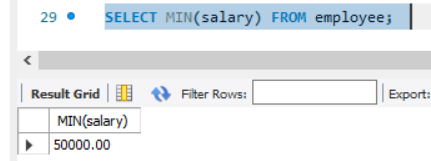 29 SELECT MIN(salary) FROM employee;
Result Grid Filter Rows: Export:
MIN(salary)
50000.00